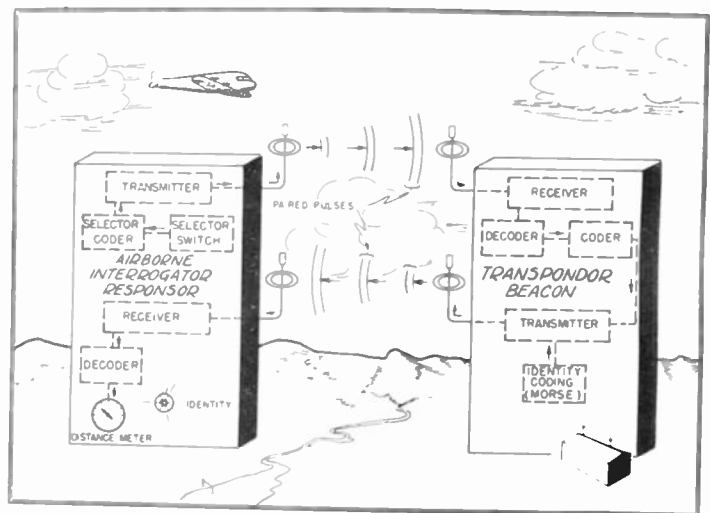 TRANSMITTER
SELECTOR
CODER
SELECTOR
SWITCH
AIRBORNE
INTERROGATOR
RESPONSOR
RECEIVER
DECODER
DISTANCE METER
IDENTITY
PAIRED PULSES
RECEIVER
DECODER
CODER
TRANSPONDOR
BEACON
TRANSMITTER
IDENTITY
CODING
(MORSE)